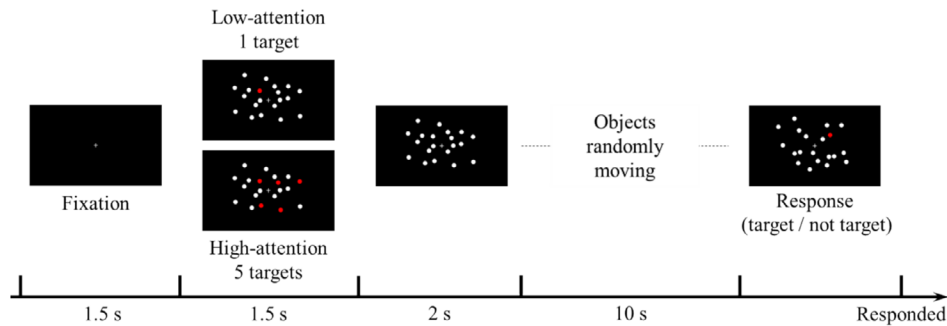 Low-attention
1 target
Fixation
High-attention
5 targets
Objects
randomly
moving
Response
(target / not target)
1.5 s
1.5 s
2 s
10 s
Responded